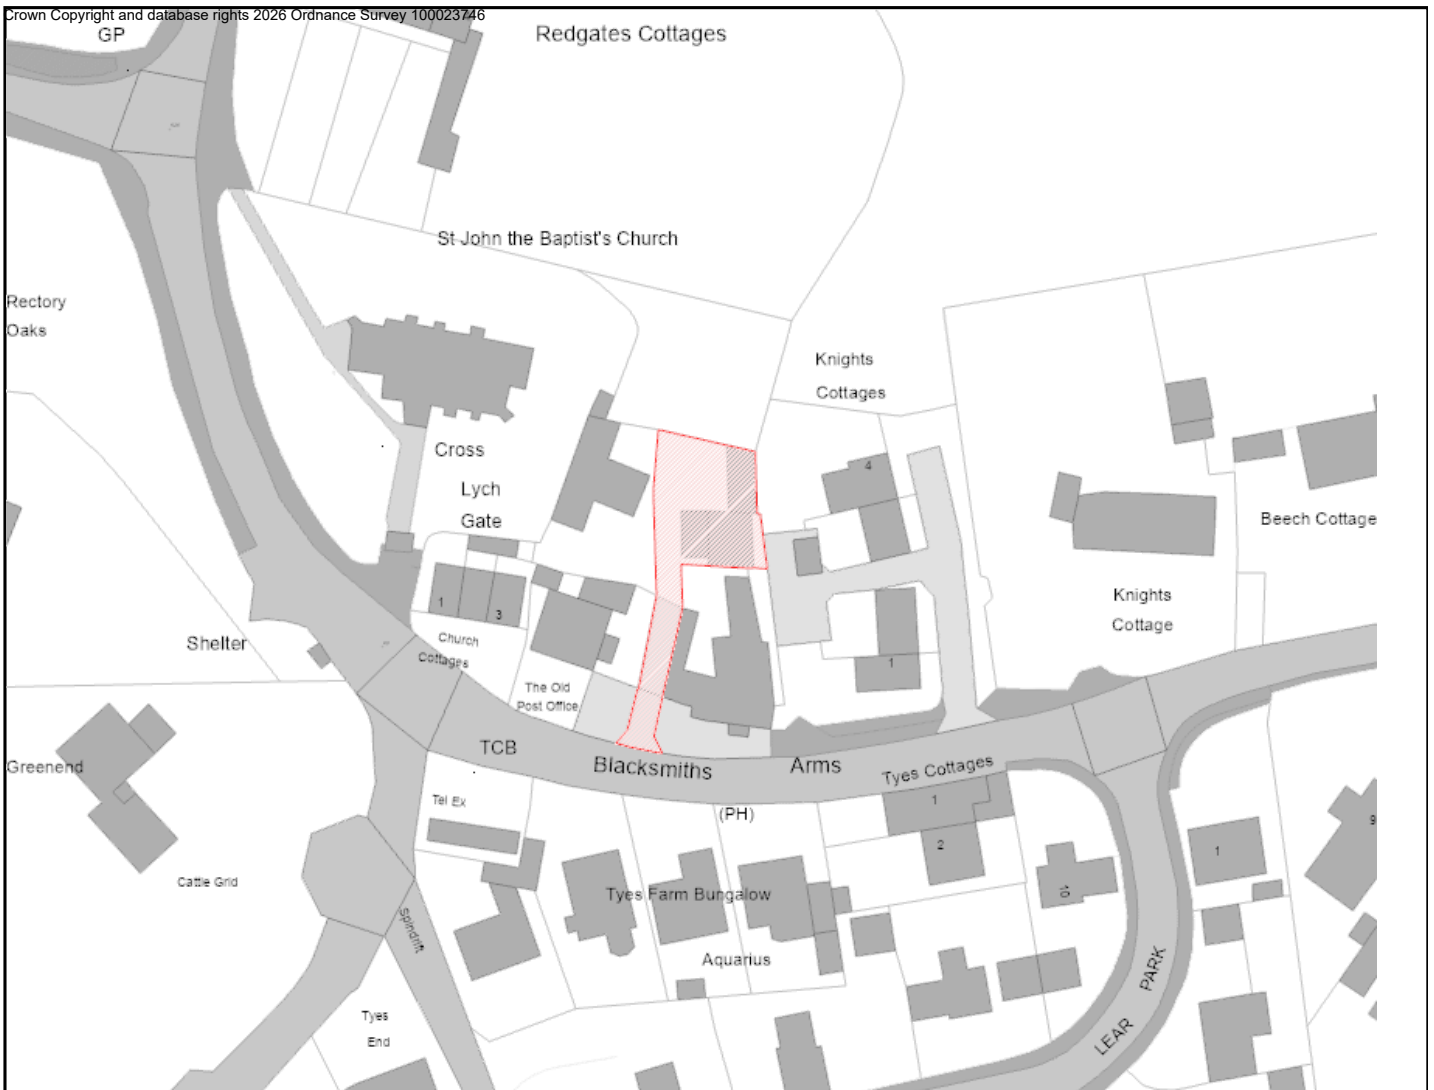 Crown Copyright and database rights 2026 Ordnance Survey 100023746
GP
Redgates Cottages
St John the Baptist's Church
Rectory
Oaks
Knights
Cottages
Cross
4
Lych
Gate
Beech Cottage
1
3
Knights
Cottage
Church
Cottages
Shelter
1
The Old
Post Office
TCB
Blacksmiths
Arms
Tyes Cottages
Greenend
(PH)
Tel Ex
1
2
1
9
Cattle Grid
Tyes Farm Bungalow
10
Spindrift
Aquarius
LEAR PARK
Tyes
End